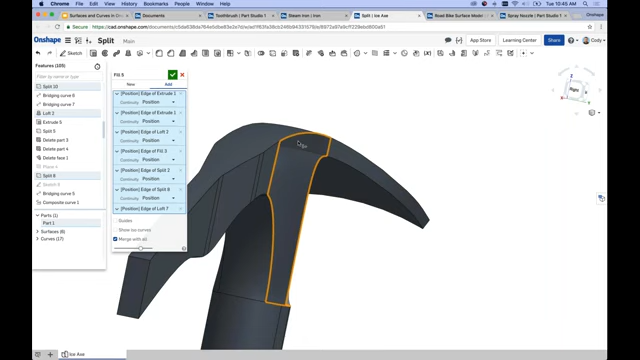 Chrome File Edit View History Bookmarks People Window Help
Tue 10:45 AM
Surfaces and Curves in O
Documents
Toothbrush | Part Studio 1
Steam Iron | Iron
Split | Ice Axe
Road Bike Surface Model
Spray Nozzle | Part Studio 1
Secure
Onshape
Split
Main
App Store
Learning Center
Share
Cody
Sketch
Features (105)
Filter by name or type
Split 10
Bridging curve 6
Bridging curve 7
Loft 2
Extrude 5
Split 5
Delete part 3
Delete part 4
Delete face 1
Plane 4
Split 8
Sketch 9
Bridging curve 5
Composite curve 1
Parts (1)
Part 1
Surfaces (6)
Curves (17)
Fill 5
New
Add
[Position] Edge of Extrude 1
Continuity Position
[Position] Edge of Extrude 1
Continuity Position
[Position] Edge of Loft 2
Continuity Position
[Position] Edge of Fill 3
Continuity Position
[Position] Edge of Split 2
Continuity Position
[Position] Edge of Split 8
Continuity Position
[Position] Edge of Loft 7
Guides
Show iso curves
Merge with all
Z
Right
Ice Axe